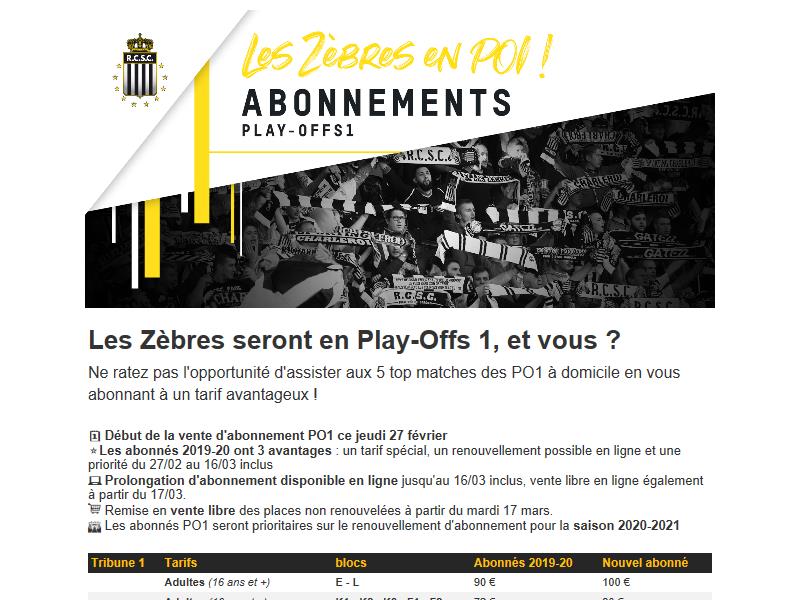 R.C.S.C.
Les Zèbres en PO1 !
ABONNEMENTS
PLAY-OFFS1
R.C.S.C.
CHARLEROI
CHARLEROI
GATCH
GATCH
R.C.S.C.
R.C.S.C.
Les Zèbres seront en Play-Offs 1, et vous ?
Ne ratez pas l'opportunité d'assister aux 5 top matches des PO1 à domicile en vous
abonnant à un tarif avantageux !
Début de la vente d'abonnement PO1 ce jeudi 27 février
Les abonnés 2019-20 ont 3 avantages : un tarif spécial, un renouvellement possible en ligne et une
priorité du 27/02 au 16/03 inclus
Prolongation d'abonnement disponible en ligne jusqu'au 16/03 inclus, vente libre en ligne également
à partir du 17/03.
Remise en vente libre des places non renouvelées à partir du mardi 17 mars.
Les abonnés PO1 seront prioritaires sur le renouvellement d'abonnement pour la saison 2020-2021
Tribune 1 Tarifs blocs Abonnés 2019-20 Nouvel abonné
Adultes (16 ans et +) E - L 90 € 100 €